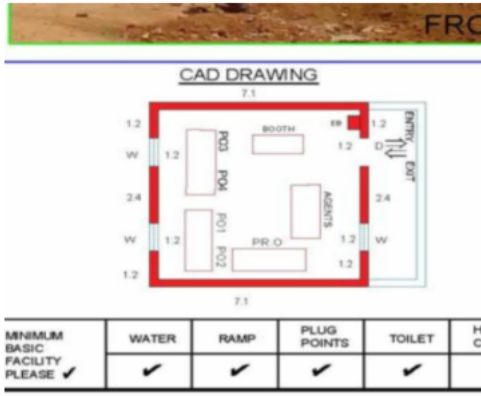 FRO
CAD DRAWING
7.1
1.2 EB 1.2 ENTRY
BOOTH
W 1.2 PO3 1.2 D
PO4 EXIT
2.4 AGENTS 2.4
PO1
W 1.2 PRO 1.2 W
PO2
1.2 1.2
7.1
MINIMUM BASIC FACILITY PLEASE ✔ WATER RAMP PLUG POINTS TOILET H
✔ ✔ ✔ ✔